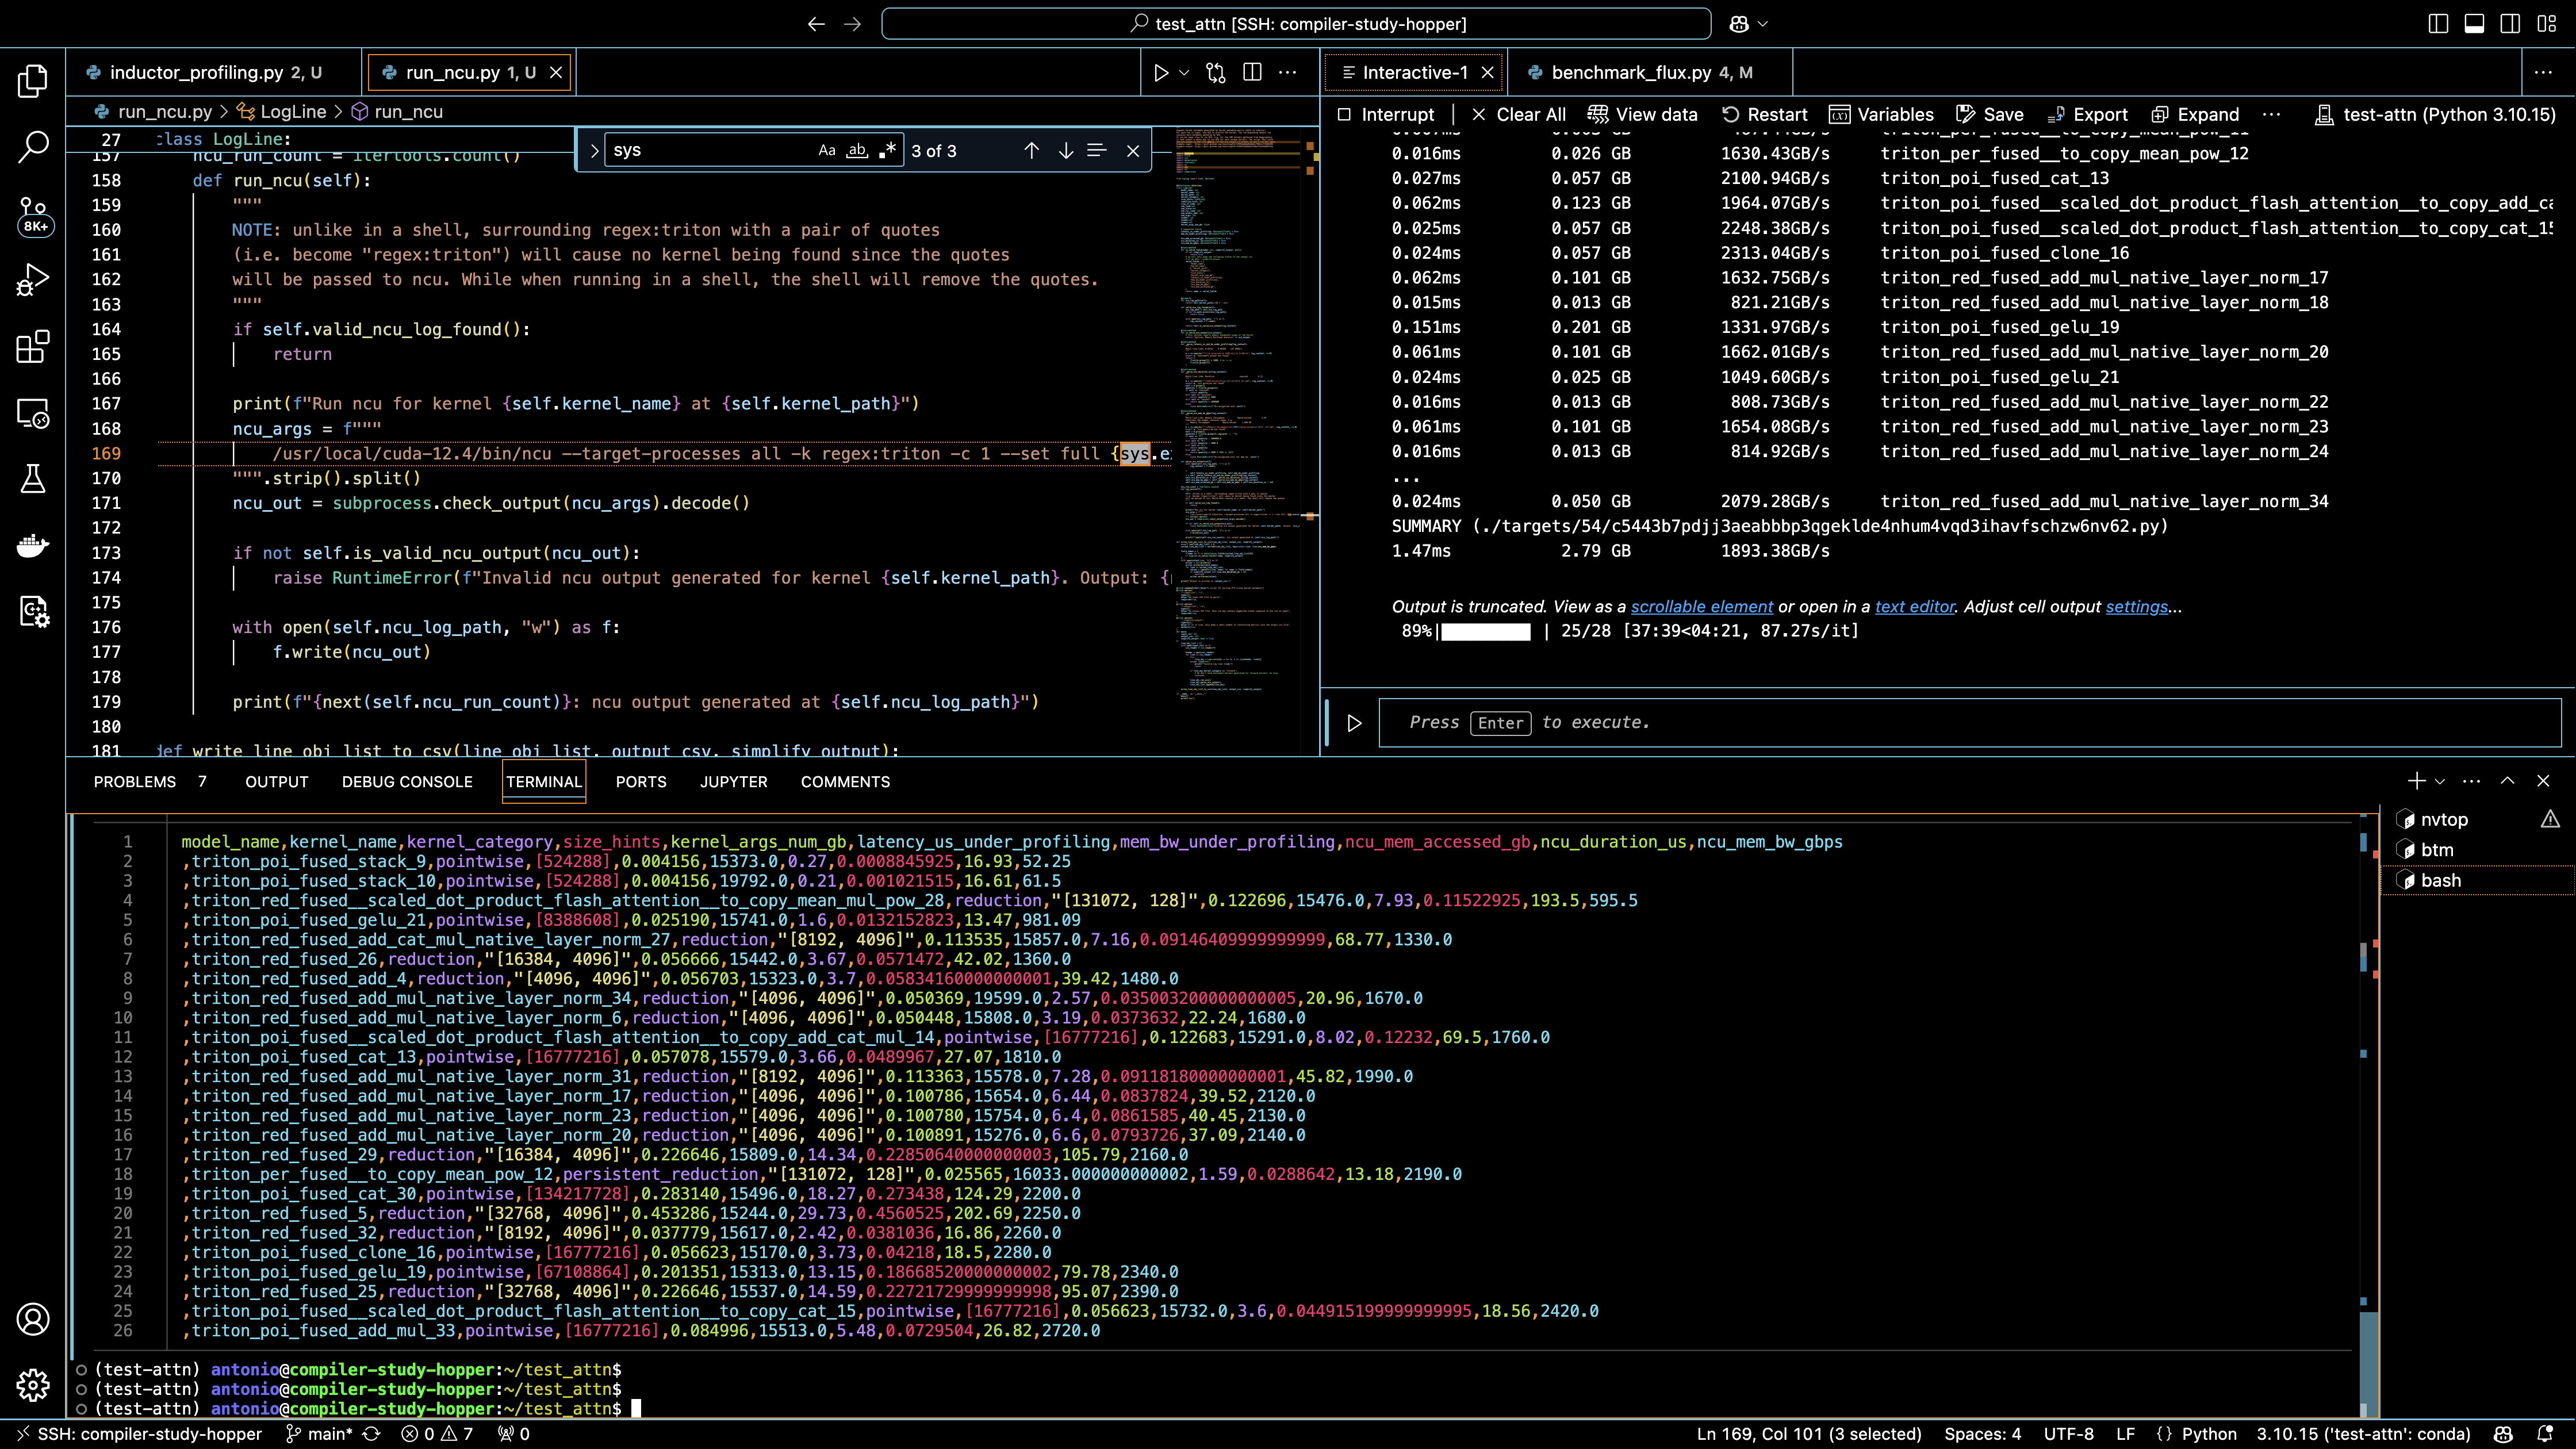 test_attn [SSH: compiler-study-hopper]
inductor_profiling.py 2, U
run_ncu.py 1, U
Interactive-1
benchmark_flux.py 4, M
run_ncu.py > LogLine > run_ncu
Interrupt | Clear All View data Restart Variables Save Export Expand ... test-attn (Python 3.10.15)
8K+
sys Aa ab .* 3 of 3
27 class LogLine:
157 ncu_run_count = itertools.count()
158 def run_ncu(self):
159 """
160 NOTE: unlike in a shell, surrounding regex:triton with a pair of quotes
161 (i.e. become "regex:triton") will cause no kernel being found since the quotes
162 will be passed to ncu. While when running in a shell, the shell will remove the quotes.
163 """
164 if self.valid_ncu_log_found():
165 return
166
167 print(f"Run ncu for kernel {self.kernel_name} at {self.kernel_path}")
168 ncu_args = f"""
169 /usr/local/cuda-12.4/bin/ncu --target-processes all -k regex:triton -c 1 --set full {sys.e
170 """.strip().split()
171 ncu_out = subprocess.check_output(ncu_args).decode()
172
173 if not self.is_valid_ncu_output(ncu_out):
174 raise RuntimeError(f"Invalid ncu output generated for kernel {self.kernel_path}. Output: {
175
176 with open(self.ncu_log_path, "w") as f:
177 f.write(ncu_out)
178
179 print(f"{next(self.ncu_run_count)}: ncu output generated at {self.ncu_log_path}")
180
181 def write_line_obj_list_to_csv(line_obj_list, output_csv, simplify_output):
0.016ms 0.026 GB 1630.43GB/s triton_per_fused__to_copy_mean_pow_12
0.027ms 0.057 GB 2100.94GB/s triton_poi_fused_cat_13
0.062ms 0.123 GB 1964.07GB/s triton_poi_fused__scaled_dot_product_flash_attention__to_copy_add_ca
0.025ms 0.057 GB 2248.38GB/s triton_poi_fused__scaled_dot_product_flash_attention__to_copy_cat_15
0.024ms 0.057 GB 2313.04GB/s triton_poi_fused_clone_16
0.062ms 0.101 GB 1632.75GB/s triton_red_fused_add_mul_native_layer_norm_17
0.015ms 0.013 GB 821.21GB/s triton_red_fused_add_mul_native_layer_norm_18
0.151ms 0.201 GB 1331.97GB/s triton_poi_fused_gelu_19
0.061ms 0.101 GB 1662.01GB/s triton_red_fused_add_mul_native_layer_norm_20
0.024ms 0.025 GB 1049.60GB/s triton_poi_fused_gelu_21
0.016ms 0.013 GB 808.73GB/s triton_red_fused_add_mul_native_layer_norm_22
0.061ms 0.101 GB 1654.08GB/s triton_red_fused_add_mul_native_layer_norm_23
0.016ms 0.013 GB 814.92GB/s triton_red_fused_add_mul_native_layer_norm_24
...
0.024ms 0.050 GB 2079.28GB/s triton_red_fused_add_mul_native_layer_norm_34
SUMMARY (./targets/54/c5443b7pdjj3aeabbbp3qgeklde4nhum4vqd3ihavfschzw6nv62.py)
1.47ms 2.79 GB 1893.38GB/s
Output is truncated. View as a scrollable element or open in a text editor. Adjust cell output settings...
89%| | 25/28 [37:39<04:21, 87.27s/it]
Press Enter to execute.
PROBLEMS 7 OUTPUT DEBUG CONSOLE TERMINAL PORTS JUPYTER COMMENTS
nvtop
btm
bash
1 model_name,kernel_name,kernel_category,size_hints,kernel_args_num_gb,latency_us_under_profiling,mem_bw_under_profiling,ncu_mem_accessed_gb,ncu_duration_us,ncu_mem_bw_gbps
2 ,triton_poi_fused_stack_9,pointwise,[524288],0.004156,15373.0,0.27,0.0008845925,16.93,52.25
3 ,triton_poi_fused_stack_10,pointwise,[524288],0.004156,19792.0,0.21,0.001021515,16.61,61.5
4 ,triton_red_fused__scaled_dot_product_flash_attention__to_copy_mean_mul_pow_28,reduction,"[131072, 128]",0.122696,15476.0,7.93,0.11522925,193.5,595.5
5 ,triton_poi_fused_gelu_21,pointwise,[8388608],0.025190,15741.0,1.6,0.0132152823,13.47,981.09
6 ,triton_red_fused_add_cat_mul_native_layer_norm_27,reduction,"[8192, 4096]",0.113535,15857.0,7.16,0.09146409999999999,68.77,1330.0
7 ,triton_red_fused_26,reduction,"[16384, 4096]",0.056666,15442.0,3.67,0.0571472,42.02,1360.0
8 ,triton_red_fused_add_4,reduction,"[4096, 4096]",0.056703,15323.0,3.7,0.05834160000000001,39.42,1480.0
9 ,triton_red_fused_add_mul_native_layer_norm_34,reduction,"[4096, 4096]",0.050369,19599.0,2.57,0.035003200000000005,20.96,1670.0
10 ,triton_red_fused_add_mul_native_layer_norm_6,reduction,"[4096, 4096]",0.050448,15808.0,3.19,0.0373632,22.24,1680.0
11 ,triton_poi_fused__scaled_dot_product_flash_attention__to_copy_add_cat_mul_14,pointwise,[16777216],0.122683,15291.0,8.02,0.12232,69.5,1760.0
12 ,triton_poi_fused_cat_13,pointwise,[16777216],0.057078,15579.0,3.66,0.0489967,27.07,1810.0
13 ,triton_red_fused_add_mul_native_layer_norm_31,reduction,"[8192, 4096]",0.113363,15578.0,7.28,0.09118180000000001,45.82,1990.0
14 ,triton_red_fused_add_mul_native_layer_norm_17,reduction,"[4096, 4096]",0.100786,15654.0,6.44,0.0837824,39.52,2120.0
15 ,triton_red_fused_add_mul_native_layer_norm_23,reduction,"[4096, 4096]",0.100780,15754.0,6.4,0.0861585,40.45,2130.0
16 ,triton_red_fused_add_mul_native_layer_norm_20,reduction,"[4096, 4096]",0.100891,15276.0,6.6,0.0793726,37.09,2140.0
17 ,triton_red_fused_29,reduction,"[16384, 4096]",0.226646,15809.0,14.34,0.22850640000000003,105.79,2160.0
18 ,triton_per_fused__to_copy_mean_pow_12,persistent_reduction,"[131072, 128]",0.025565,16033.000000000002,1.59,0.0288642,13.18,2190.0
19 ,triton_poi_fused_cat_30,pointwise,[134217728],0.283140,15496.0,18.27,0.273438,124.29,2200.0
20 ,triton_red_fused_5,reduction,"[32768, 4096]",0.453286,15244.0,29.73,0.4560525,202.69,2250.0
21 ,triton_red_fused_32,reduction,"[8192, 4096]",0.037779,15617.0,2.42,0.0381036,16.86,2260.0
22 ,triton_poi_fused_clone_16,pointwise,[16777216],0.056623,15170.0,3.73,0.04218,18.5,2280.0
23 ,triton_poi_fused_gelu_19,pointwise,[67108864],0.201351,15313.0,13.15,0.18668520000000002,79.78,2340.0
24 ,triton_red_fused_25,reduction,"[32768, 4096]",0.226646,15537.0,14.59,0.22721729999999998,95.07,2390.0
25 ,triton_poi_fused__scaled_dot_product_flash_attention__to_copy_cat_15,pointwise,[16777216],0.056623,15732.0,3.6,0.044915199999999995,18.56,2420.0
26 ,triton_poi_fused_add_mul_33,pointwise,[16777216],0.084996,15513.0,5.48,0.0729504,26.82,2720.0
(test-attn) antonio@compiler-study-hopper:~/test_attn$
(test-attn) antonio@compiler-study-hopper:~/test_attn$
(test-attn) antonio@compiler-study-hopper:~/test_attn$
SSH: compiler-study-hopper main* 0 7 0 Ln 169, Col 101 (3 selected) Spaces: 4 UTF-8 LF {} Python 3.10.15 ('test-attn': conda)